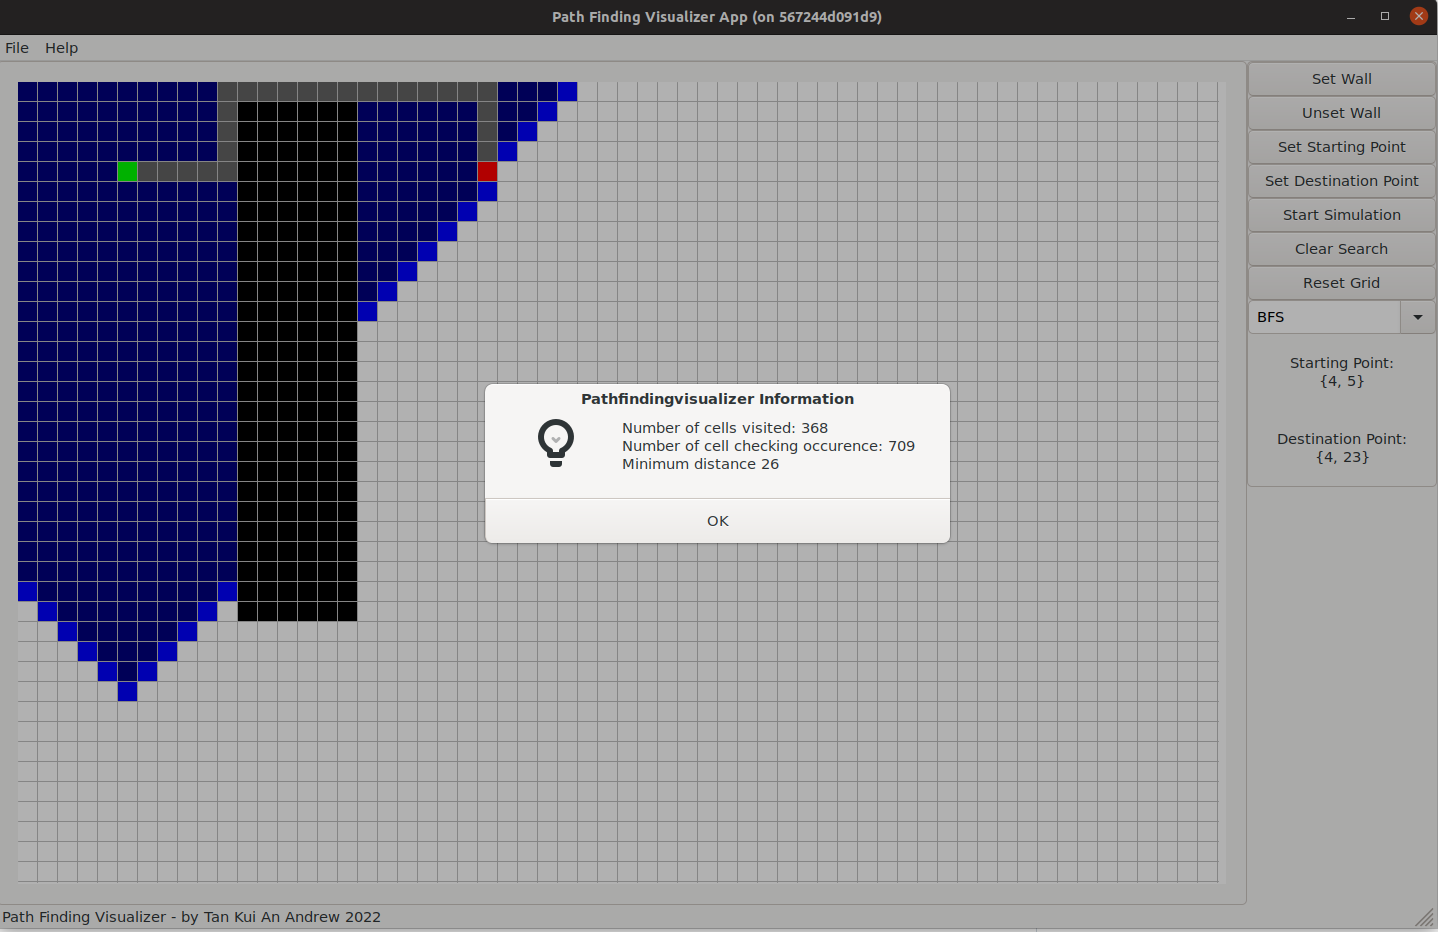 Path Finding Visualizer App (on 567244d091d9)
File Help
Set Wall
Unset Wall
Set Starting Point
Set Destination Point
Start Simulation
Clear Search
Reset Grid
BFS
Starting Point:
{4, 5}
Destination Point:
{4, 23}
Pathfindingvisualizer Information
Number of cells visited: 368
Number of cell checking occurence: 709
Minimum distance 26
OK
Path Finding Visualizer - by Tan Kui An Andrew 2022